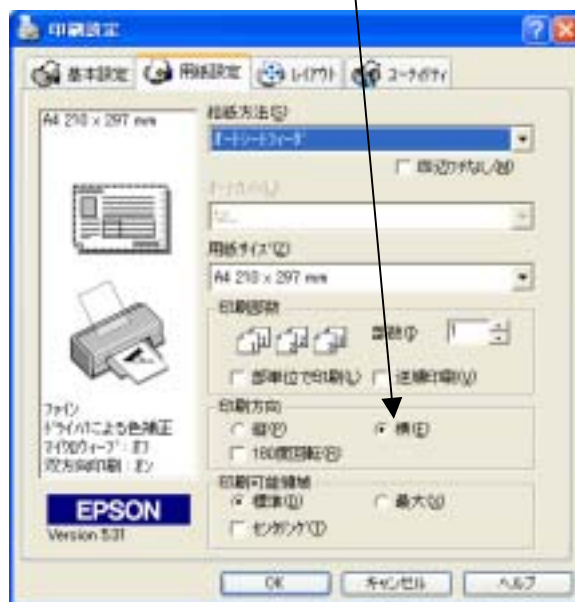 印刷設定
基本設定 用紙設定 レイアウト ユーティリティ
A4 210 x 297 mm
給紙方法(S)
オートシートフィーダ
四辺フチなし(M)
なし
用紙サイズ(Z)
A4 210 x 297 mm
印刷部数
部数(I) 1
部単位で印刷(L) 逆順印刷(V)
印刷方向
縦(P) 横(E)
180度回転(R)
印刷可能領域
標準(D) 最大(X)
センタリング(T)
ファイン
ドライバによる色補正
マイクロウィーブ : オフ
双方向印刷 : オン
EPSON
Version 5.31
OK キャンセル ヘルプ